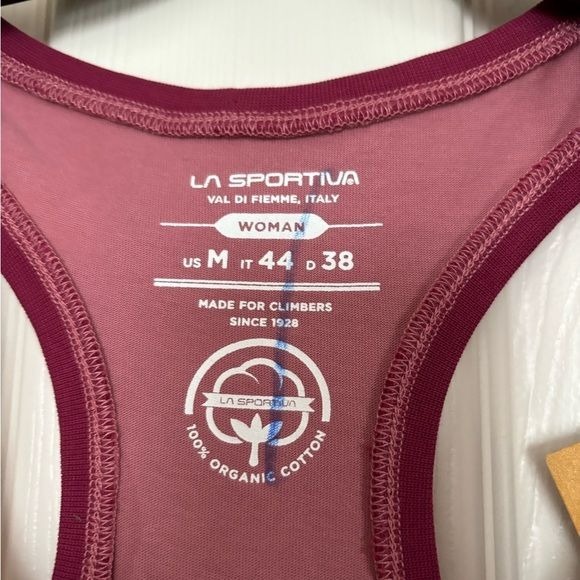 LA SPORTIVA
VAL DI FIEMME, ITALY
WOMAN
US M IT 44 D 38
MADE FOR CLIMBERS
SINCE 1928
LA SPORTIVA
100% ORGANIC COTTON